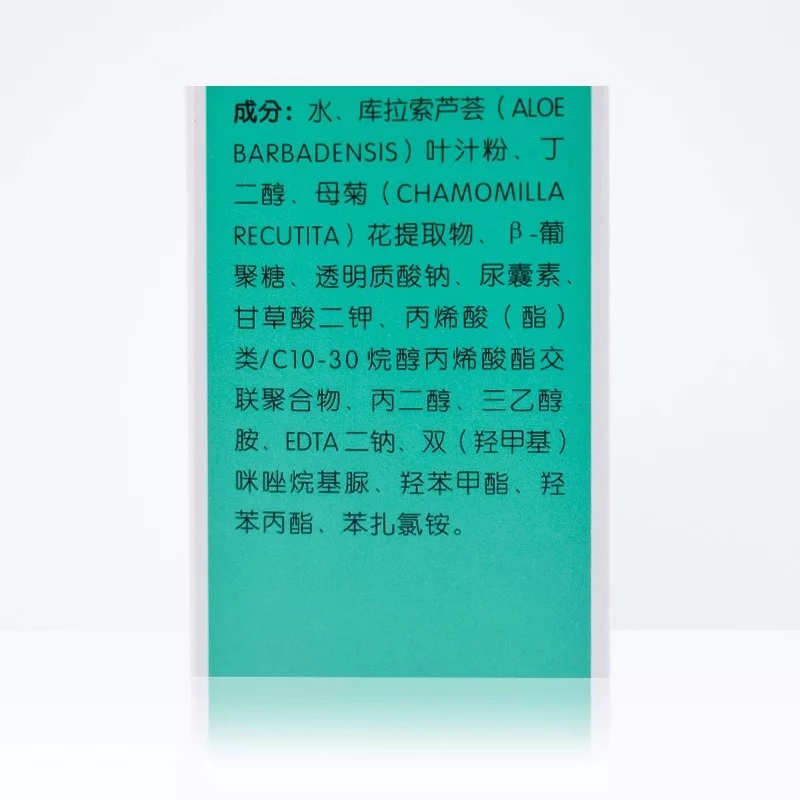 成分：水、库拉索芦荟（ALOE
BARBADENSIS）叶汁粉、丁
二醇、母菊（CHAMOMILLA
RECUTITA）花提取物、β-葡
聚糖、透明质酸钠、尿囊素、
甘草酸二钾、丙烯酸（酯）
类/C10-30烷醇丙烯酸酯交
联聚合物、丙二醇、三乙醇
胺、EDTA二钠、双（羟甲基）
咪唑烷基脲、羟苯甲酯、羟
苯丙酯、苯扎氯铵。